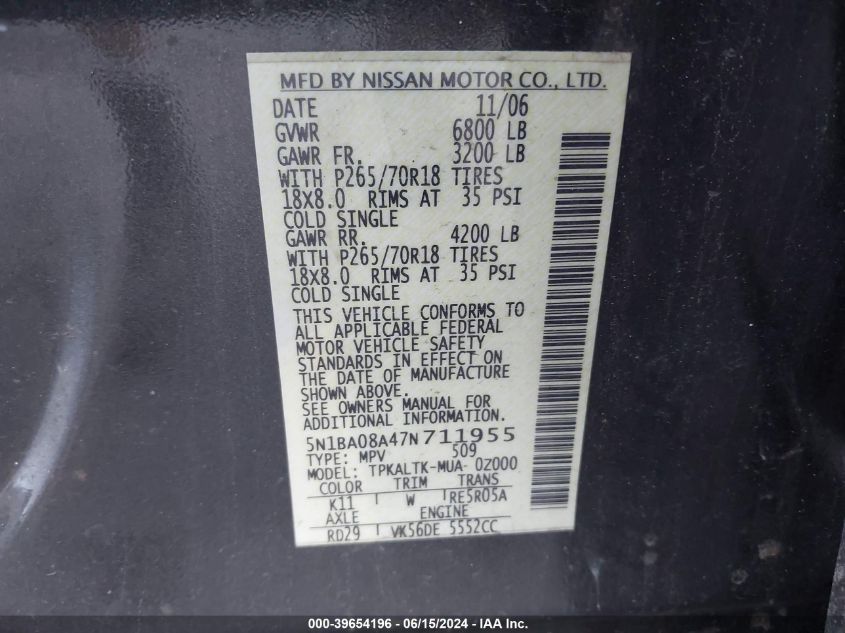 MFD BY NISSAN MOTOR CO., LTD.
DATE 11/06
GVWR 6800 LB
GAWR FR. 3200 LB
WITH P265/70R18 TIRES
18X8.0 RIMS AT 35 PSI
COLD SINGLE
GAWR RR. 4200 LB
WITH P265/70R18 TIRES
18X8.0 RIMS AT 35 PSI
COLD SINGLE
THIS VEHICLE CONFORMS TO
ALL APPLICABLE FEDERAL
MOTOR VEHICLE SAFETY
STANDARDS IN EFFECT ON
THE DATE OF MANUFACTURE
SHOWN ABOVE.
SEE OWNERS MANUAL FOR
ADDITIONAL INFORMATION.
5N1BA08A47N711955
TYPE: MPV 509
MODEL: TPKALTK-MUA- 0Z000
COLOR TRIM TRANS
K11 W RE5R05A
AXLE ENGINE
RD29 VK56DE 5552CC
000-39654196 - 06/15/2024 - IAA Inc.